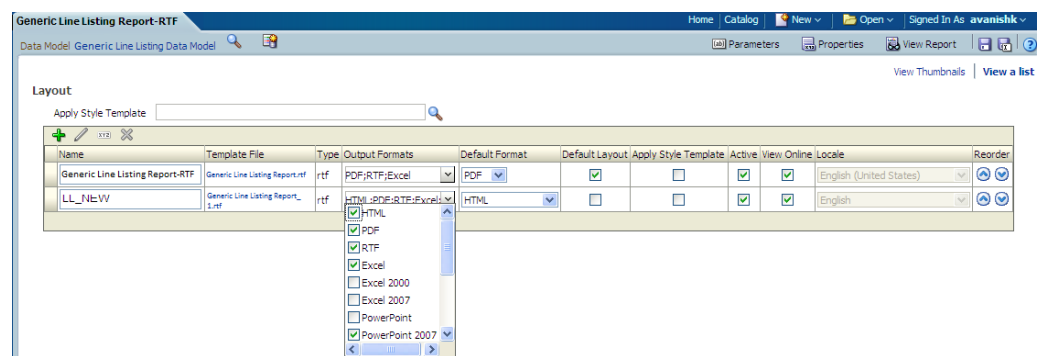 Generic Line Listing Report-RTF
Home Catalog New Open Signed In As avanishk
Data Model Generic Line Listing Data Model
Parameters Properties View Report
View Thumbnails View a list
Layout
Apply Style Template
Name Template File Type Output Formats Default Format Default Layout Apply Style Template Active View Online Locale Reorder
Generic Line Listing Report-RTF Generic Line Listing Report.rtf rtf PDF;RTF;Excel PDF English (United States)
LL_NEW Generic Line Listing Report_ rtf HTML;PDF;RTF;Excel; HTML English
1.rtf
HTML
PDF
RTF
Excel
Excel 2000
Excel 2007
PowerPoint
PowerPoint 2007